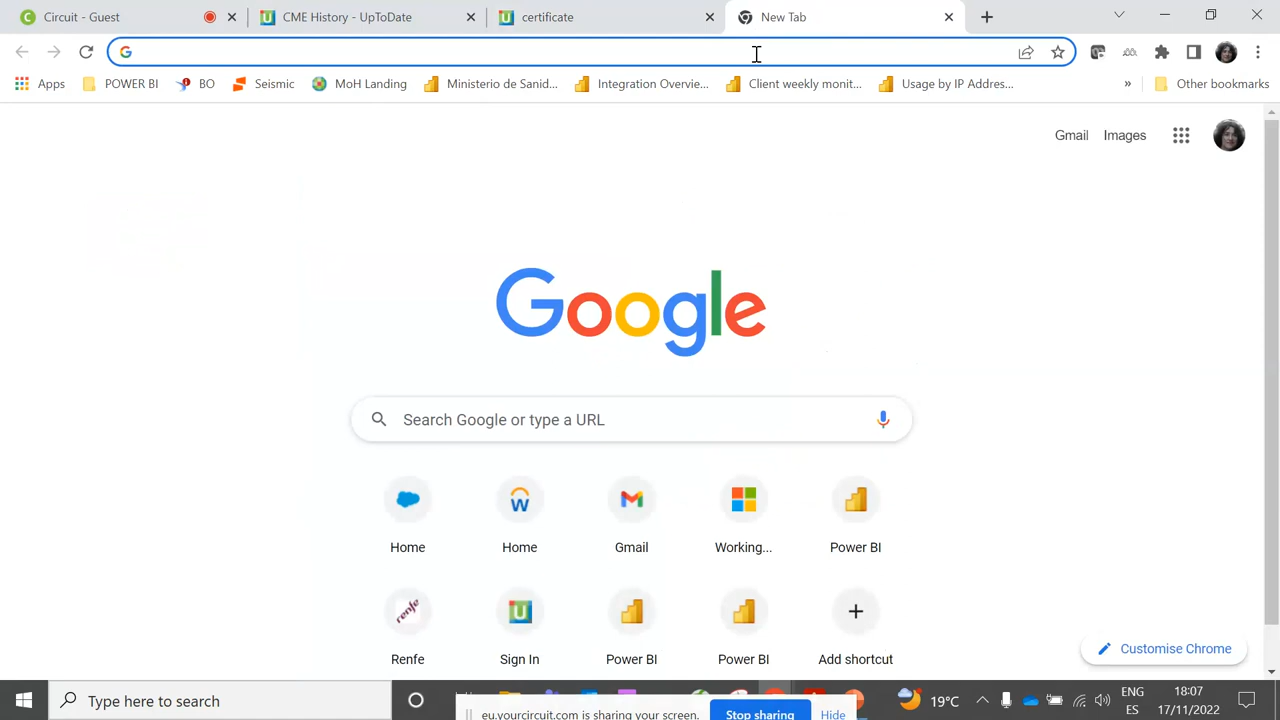 Circuit - Guest
CME History - UpToDate
certificate
New Tab
Apps
POWER BI
BO
Seismic
MoH Landing
Ministerio de Sanid...
Integration Overvie...
Client weekly monit...
Usage by IP Addres...
»
Other bookmarks
Gmail
Images
Google
Search Google or type a URL
Home
Home
Gmail
Working...
Power BI
renfe
Renfe
Sign In
Power BI
Power BI
Add shortcut
Customise Chrome
Type here to search
19°C
ENG
ES
18:07
17/11/2022
eu.yourcircuit.com is sharing your screen.
Stop sharing
Hide